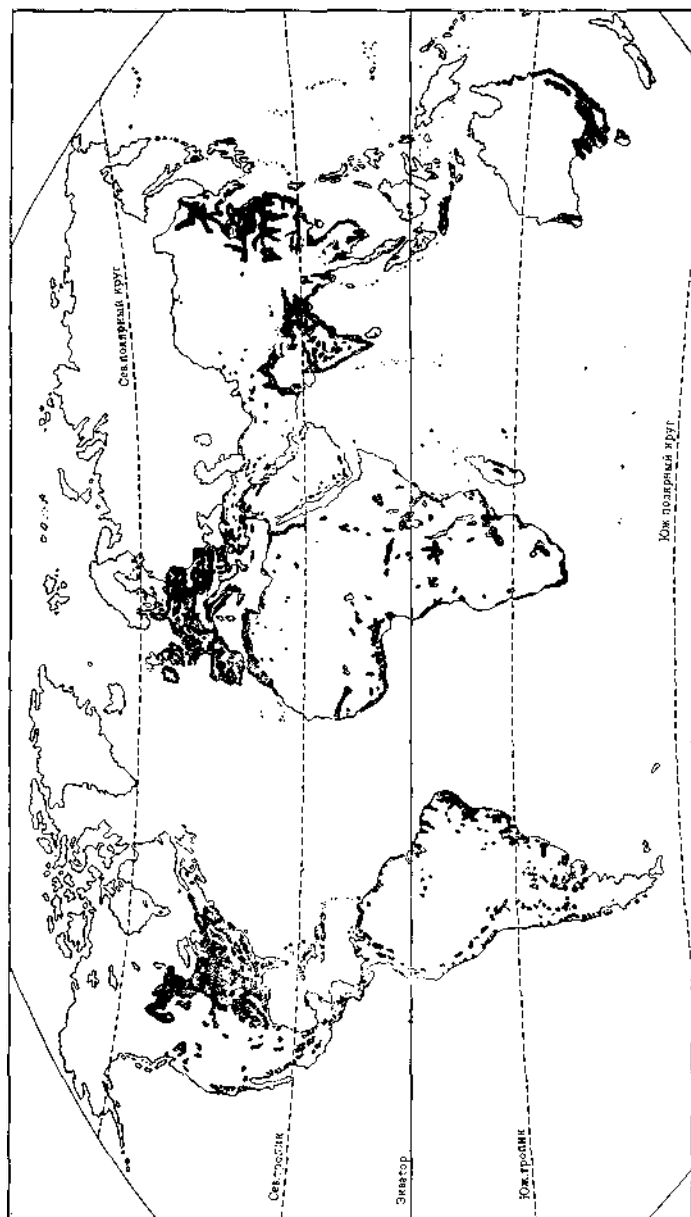 Сев.полярный круг
Сев.тропик
Экватор
Юж.тропик
Юж полярный круг